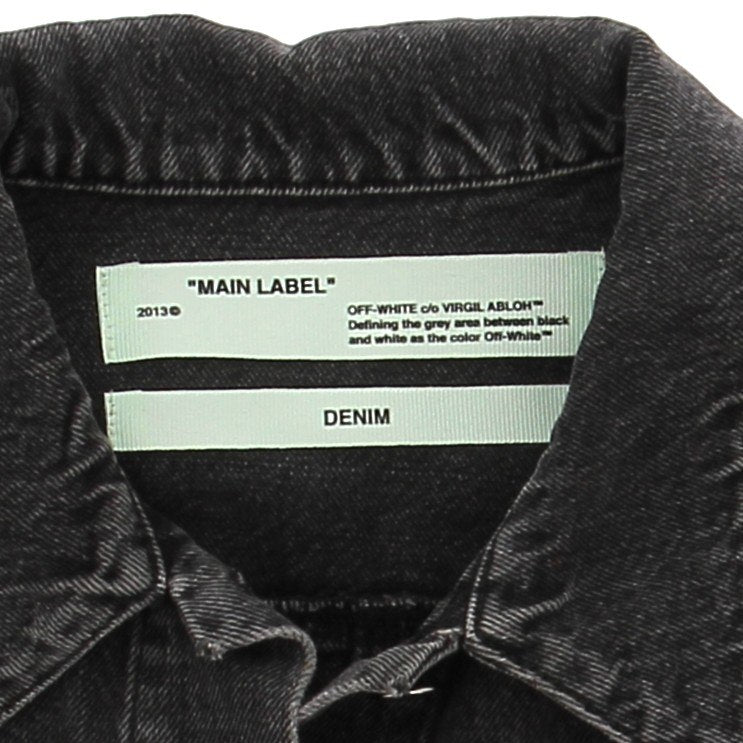 "MAIN LABEL"
2013©
OFF-WHITE c/o VIRGIL ABLOH™
Defining the grey area between black
and white as the color Off-White™
DENIM